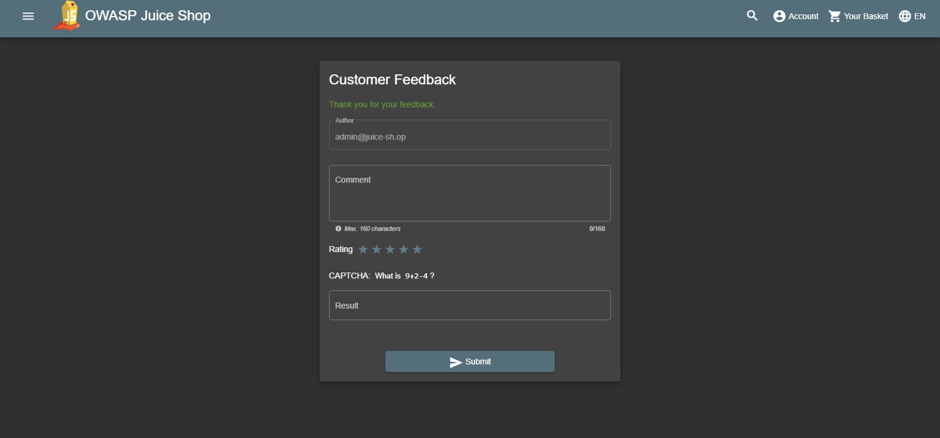 OWASP Juice Shop
Account
Your Basket
EN
Customer Feedback
Thank you for your feedback.
Author
admin@juice-sh.op
Comment
Max. 160 characters
0/160
Rating
CAPTCHA: What is 9+2-4 ?
Result
Submit